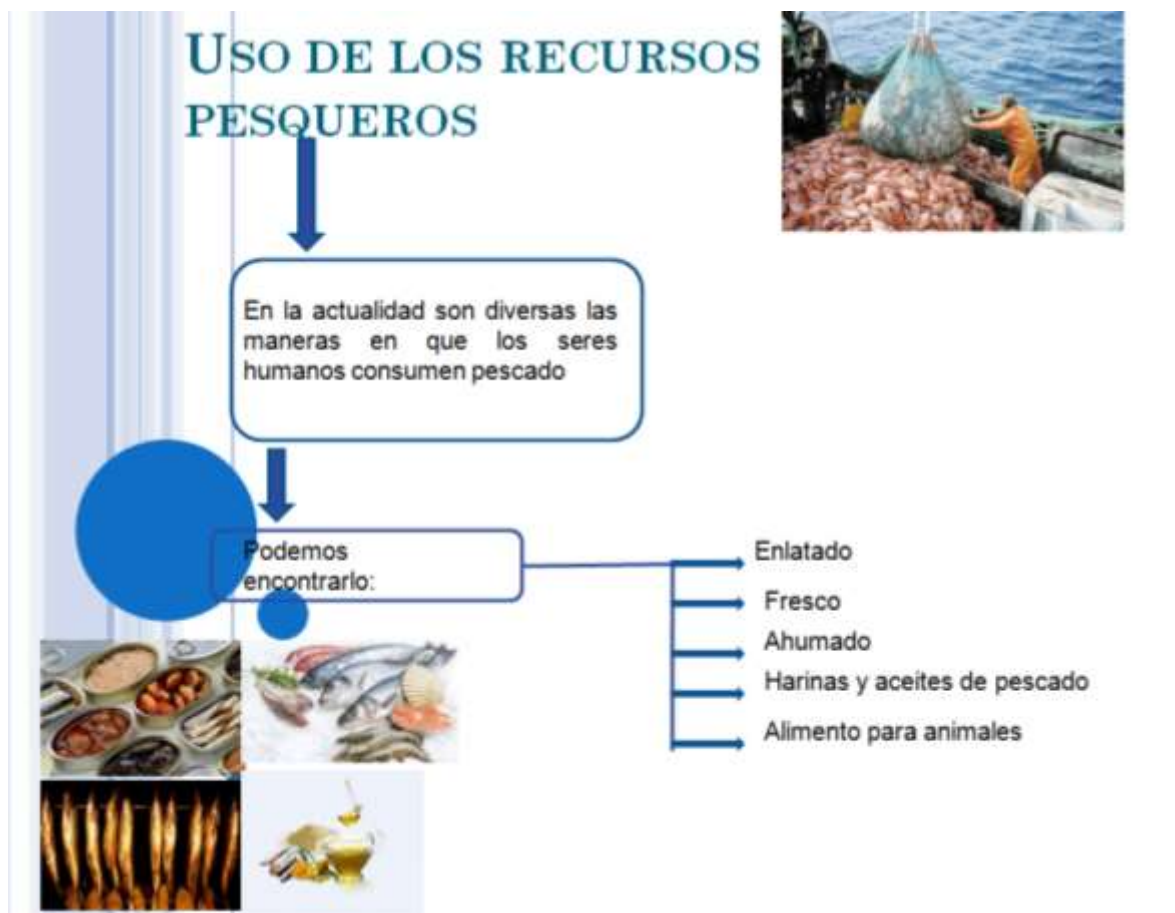 USO DE LOS RECURSOS
PESQUEROS
En la actualidad son diversas las
maneras en que los seres
humanos consumen pescado
Podemos
encontrarlo:
Enlatado
Fresco
Ahumado
Harinas y aceites de pescado
Alimento para animales